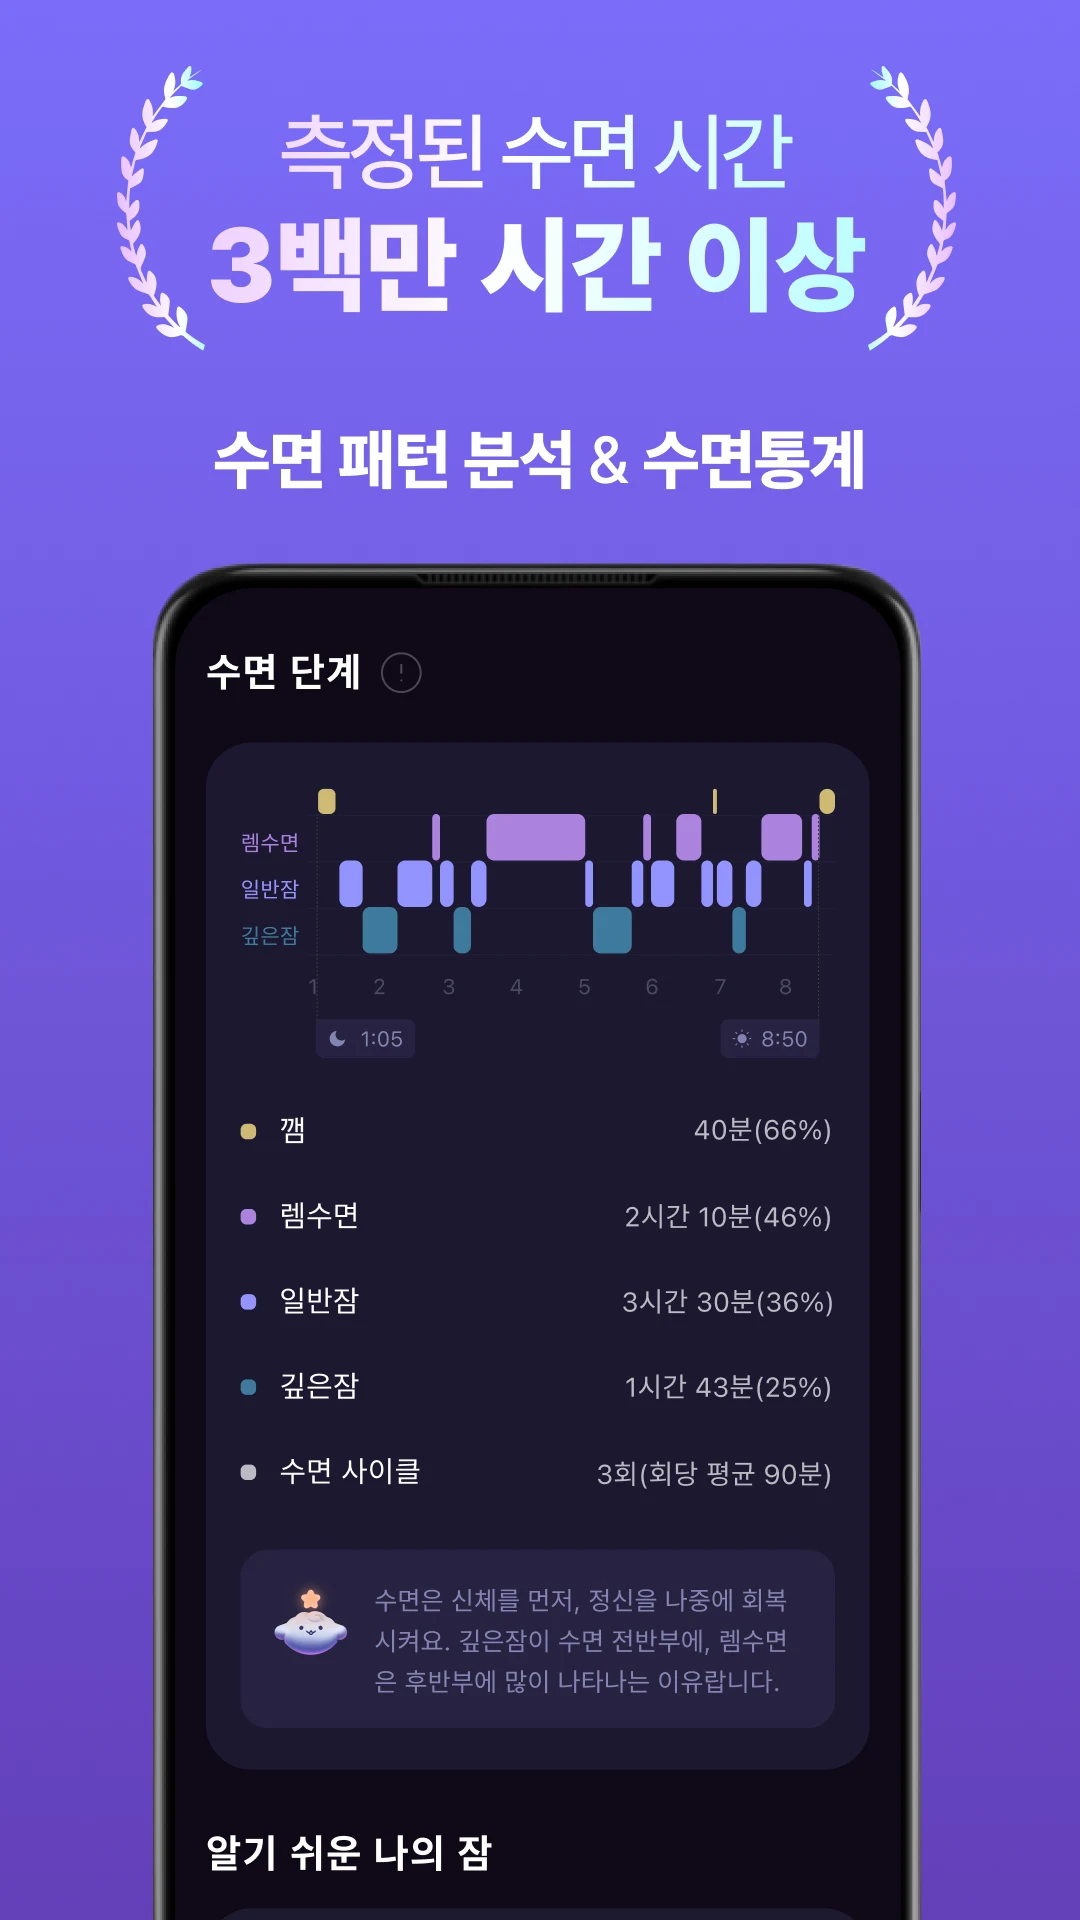 측정된 수면 시간
3백만 시간 이상
수면 패턴 분석 & 수면통계
수면 단계
렘수면
일반잠
깊은잠
1 2 3 4 5 6 7 8
1:05 8:50
깸 40분(66%)
렘수면 2시간 10분(46%)
일반잠 3시간 30분(36%)
깊은잠 1시간 43분(25%)
수면 사이클 3회(회당 평균 90분)
수면은 신체를 먼저, 정신을 나중에 회복
시켜요. 깊은잠이 수면 전반부에, 렘수면
은 후반부에 많이 나타나는 이유랍니다.
알기 쉬운 나의 잠